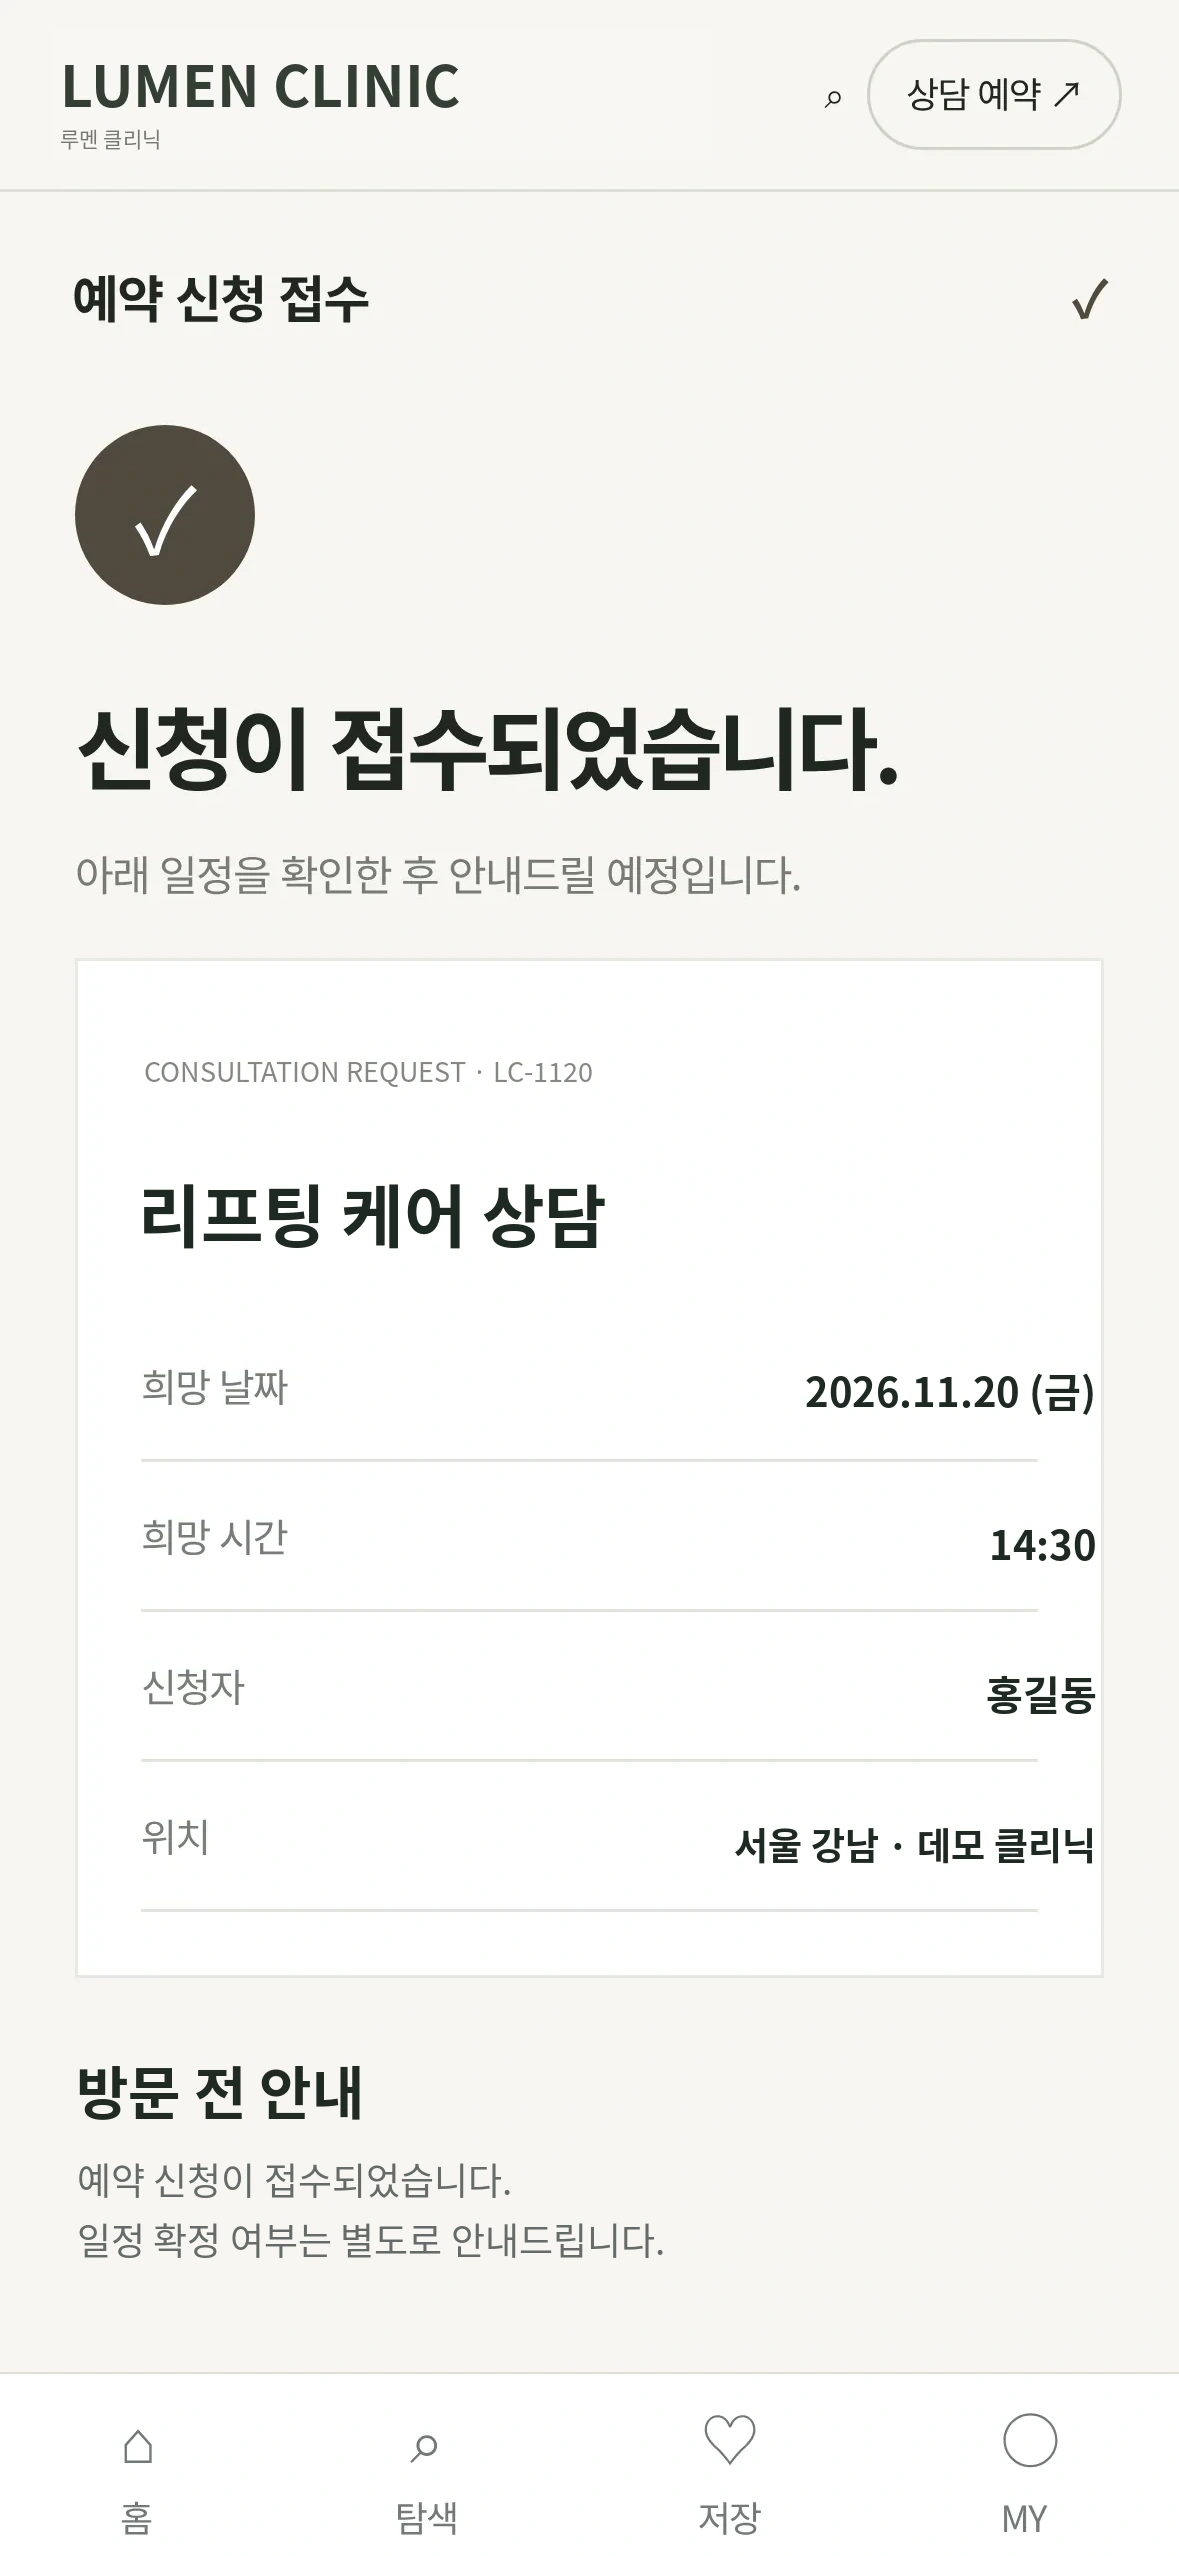 LUMEN CLINIC
루멘 클리닉
상담 예약 ↗
예약 신청 접수
신청이 접수되었습니다.
아래 일정을 확인한 후 안내드릴 예정입니다.
CONSULTATION REQUEST · LC-1120
리프팅 케어 상담
희망 날짜 2026.11.20 (금)
희망 시간 14:30
신청자 홍길동
위치 서울 강남 · 데모 클리닉
방문 전 안내
예약 신청이 접수되었습니다.
일정 확정 여부는 별도로 안내드립니다.
홈 탐색 저장 MY